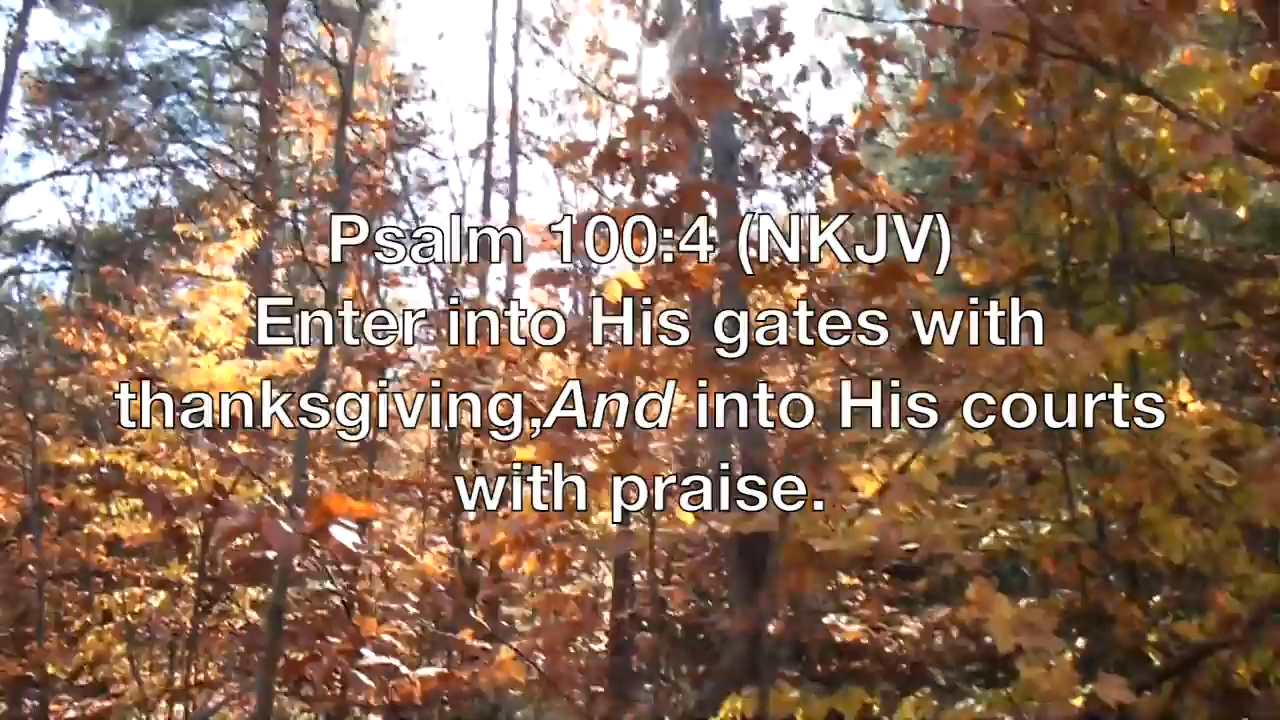 Psalm 100:4 (NKJV)
Enter into His gates with
thanksgiving,And into His courts
with praise.